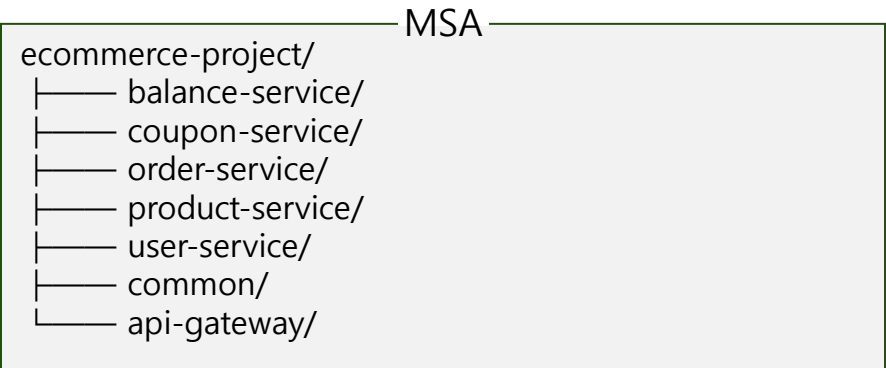 MSA
ecommerce-project/
├── balance-service/
├── coupon-service/
├── order-service/
├── product-service/
├── user-service/
├── common/
└── api-gateway/